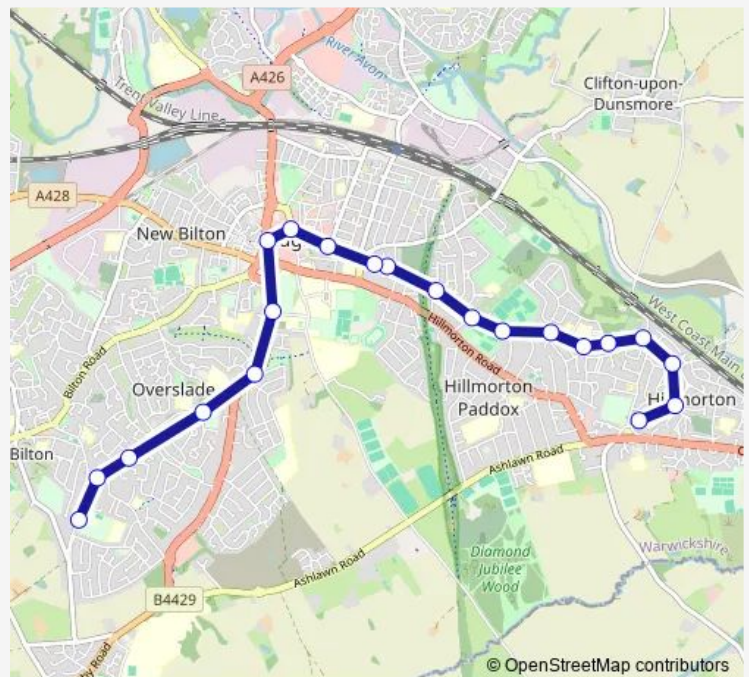 River Avon
A426
Clifton-upon-
Dunsmore
Trent Valley Line
A428
New Bilton
West Coast Main
Hillmorton Road
Bilton Road
Overslade
Hillmorton
Paddox
Bilton
Ashlawn Road
Diamond
Jubilee
Wood
Warwickshire
Ashlawn Road
B4429
© OpenStreetMap contributors